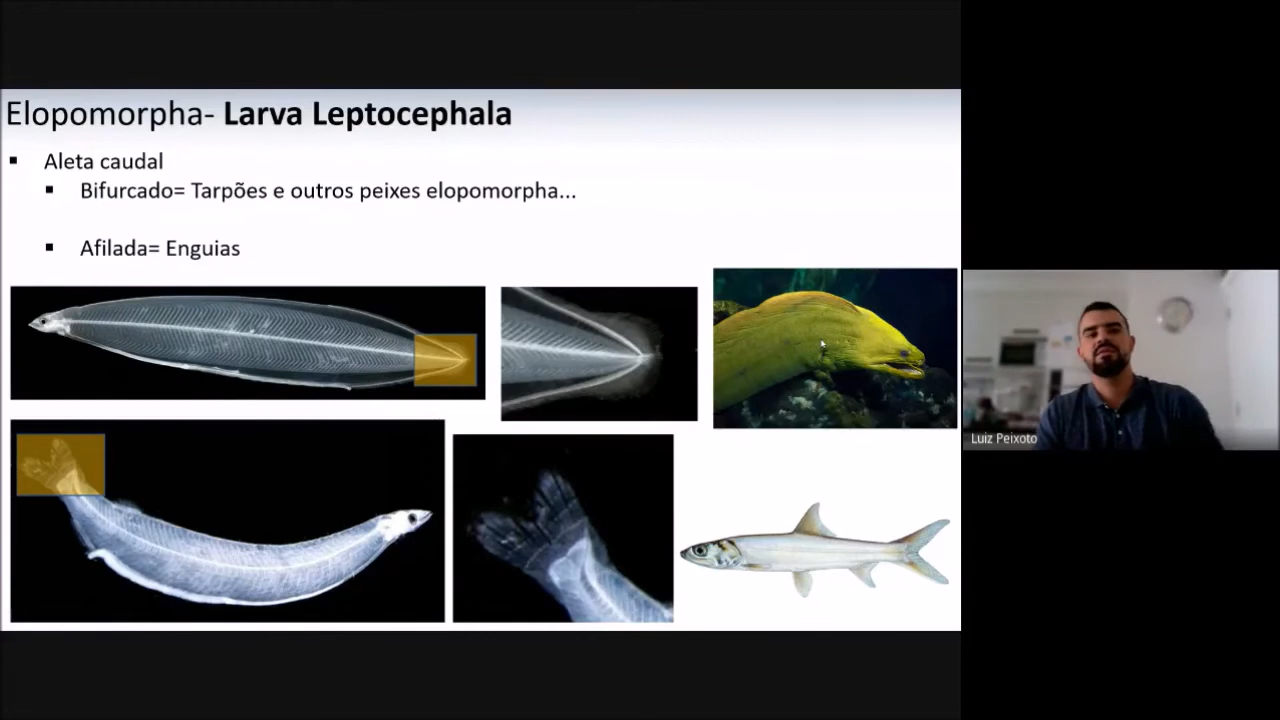 Elopomorpha- Larva Leptocephala
Aleta caudal
Bifurcado= Tarpões e outros peixes elopomorpha...
Afilada= Enguias
Luiz Peixoto